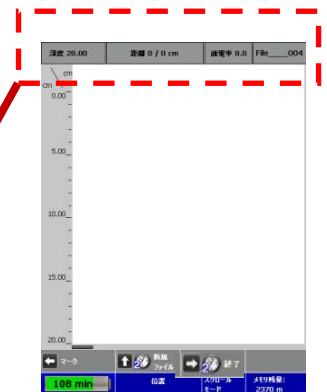 深度 20.00 距離 0 / 0 cm 誘電率 8.0 File___004
cm
cm
0.00
5.00
10.00
15.00
20.00
マーク 新規ファイル 終了
108 min 位置 スクロールモード メモリ残量: 2370 m